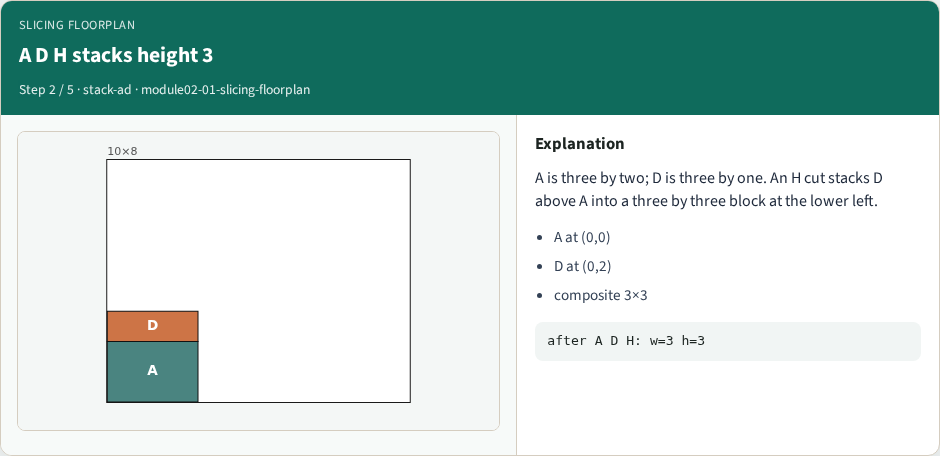 SLICING FLOORPLAN
A D H stacks height 3
Step 2 / 5 · stack-ad · module02-01-slicing-floorplan
10×8
D
A
Explanation
A is three by two; D is three by one. An H cut stacks D
above A into a three by three block at the lower left.
• A at (0,0)
• D at (0,2)
• composite 3×3
after A D H: w=3 h=3